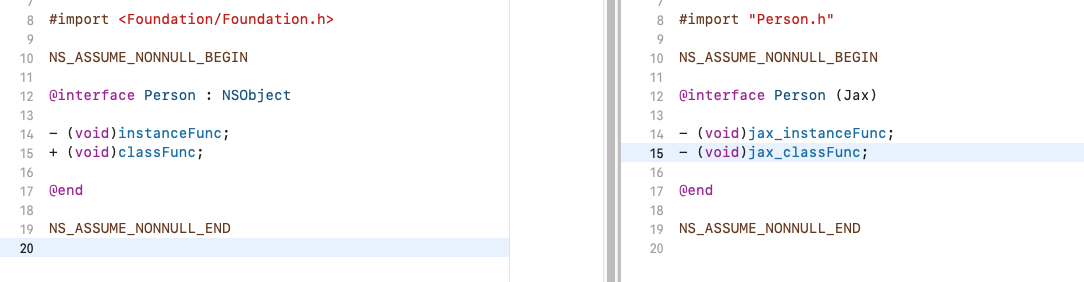 7
8 #import <Foundation/Foundation.h>
9
10 NS_ASSUME_NONNULL_BEGIN
11
12 @interface Person : NSObject
13
14 - (void)instanceFunc;
15 + (void)classFunc;
16
17 @end
18
19 NS_ASSUME_NONNULL_END
20
7
8 #import "Person.h"
9
10 NS_ASSUME_NONNULL_BEGIN
11
12 @interface Person (Jax)
13
14 - (void)jax_instanceFunc;
15 - (void)jax_classFunc;
16
17 @end
18
19 NS_ASSUME_NONNULL_END
20